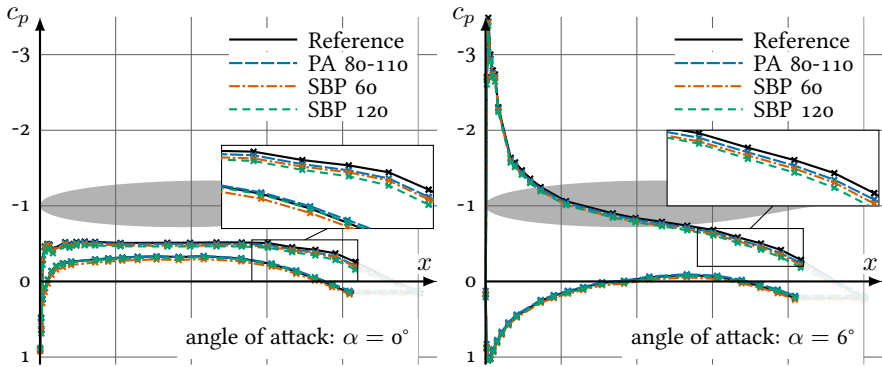 c_p
-3
-2
-1
0
1
Reference
PA 80-110
SBP 60
SBP 120
x
angle of attack: α = 0°
c_p
-3
-2
-1
0
1
Reference
PA 80-110
SBP 60
SBP 120
x
angle of attack: α = 6°